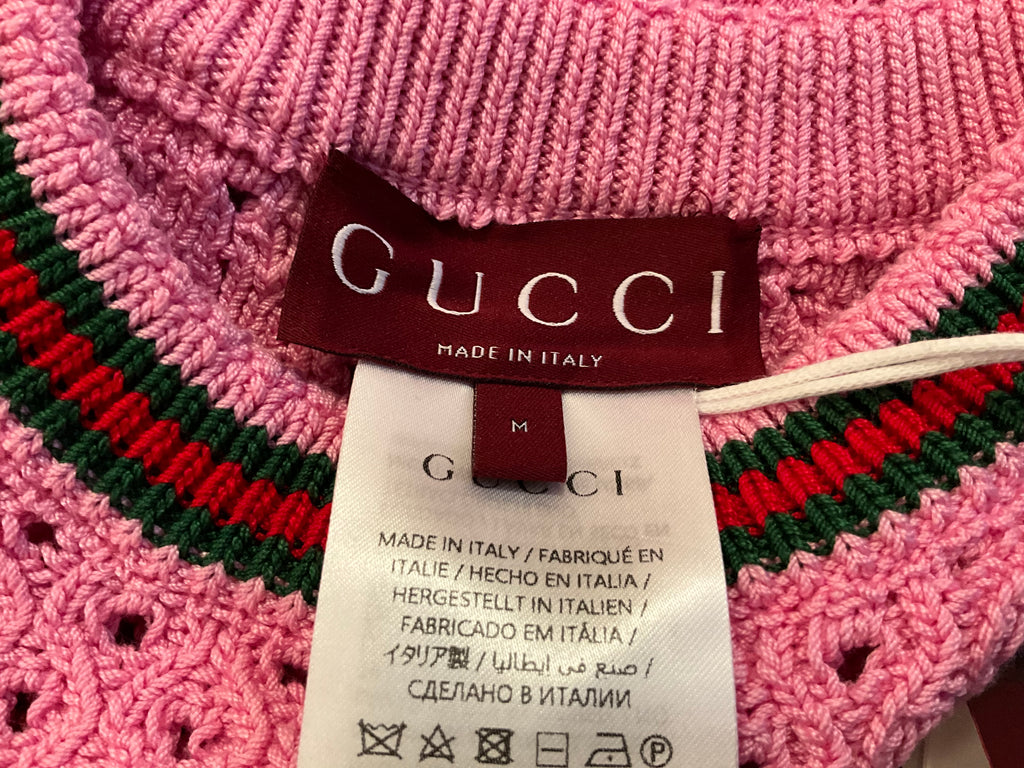 GUCCI
MADE IN ITALY
M
GUCCI
MADE IN ITALY / FABRIQUÉ EN
ITALIE / HECHO EN ITALIA /
HERGESTELLT IN ITALIEN /
FABRICADO EM ITÁLIA /
イタリア製 / صنع في ايطاليا /
СДЕЛАНО В ИТАЛИИ
P